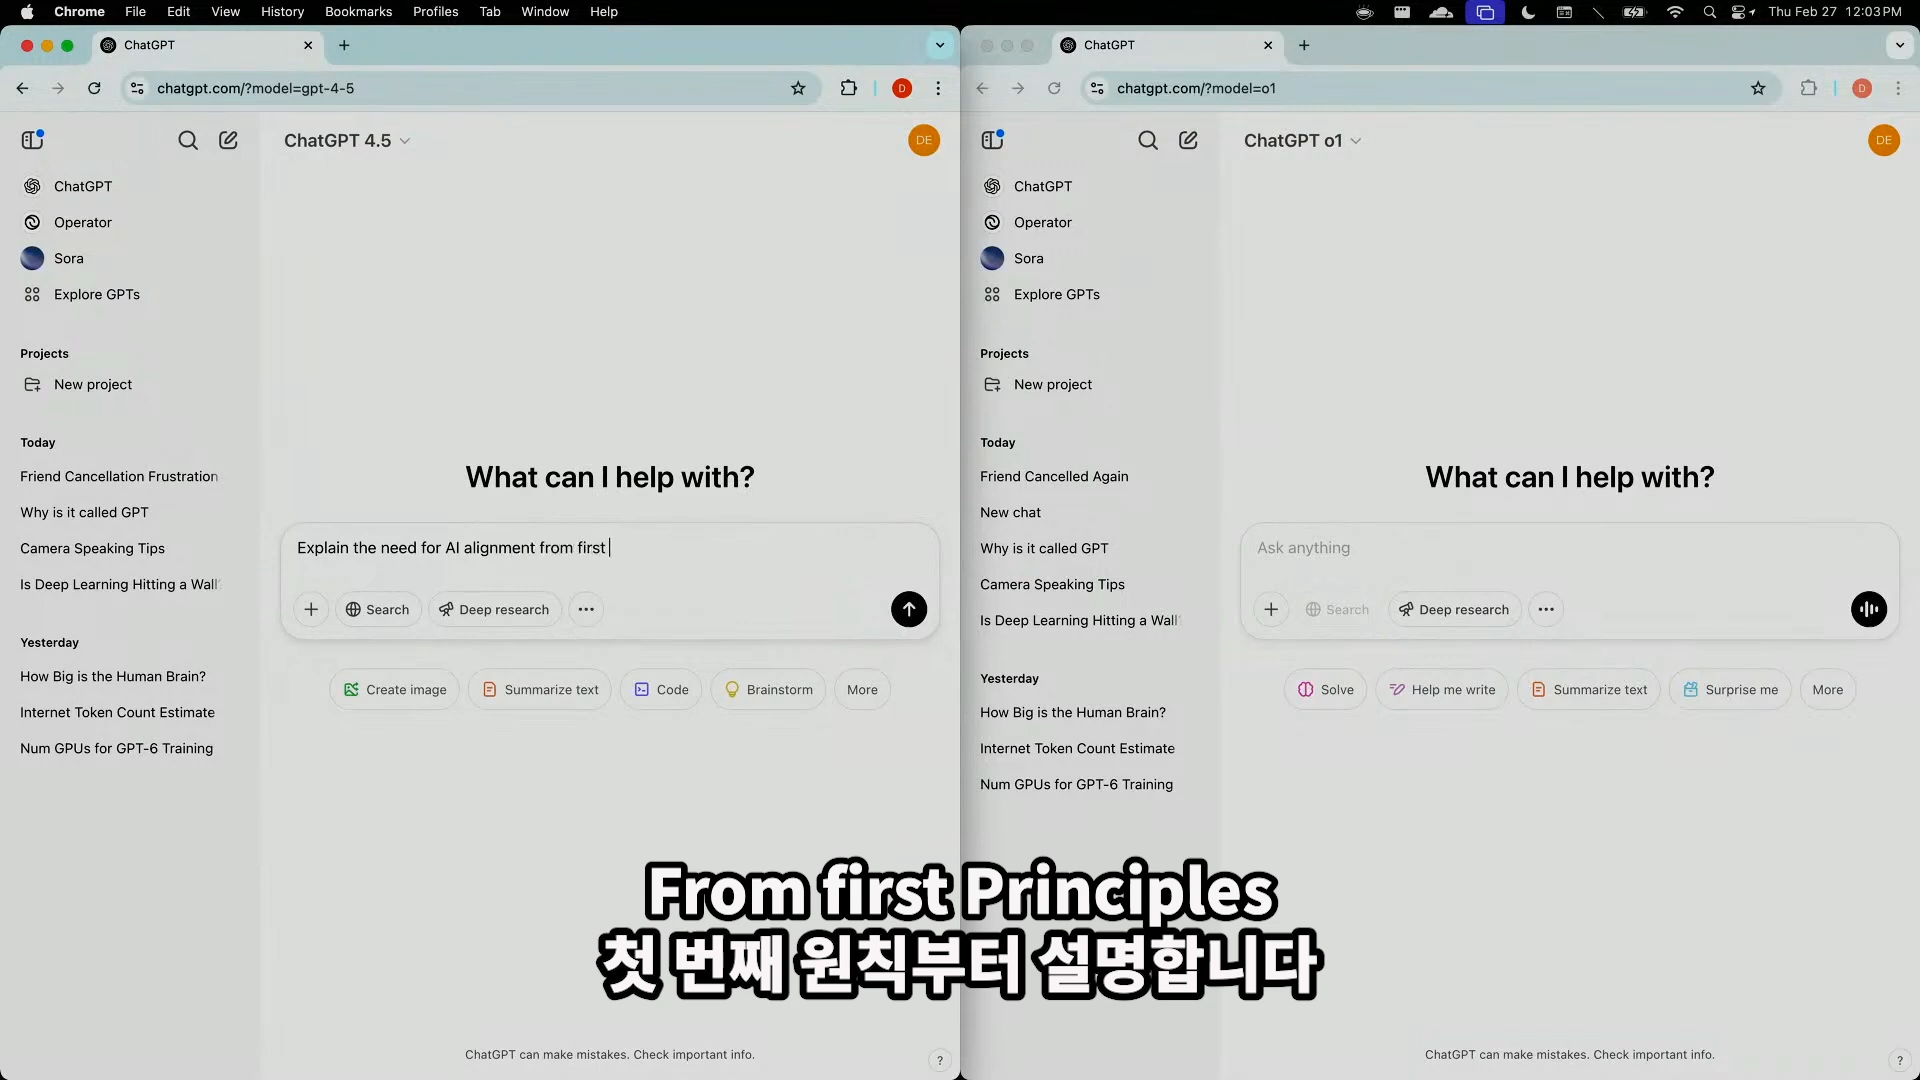 Chrome File Edit View History Bookmarks Profiles Tab Window Help
Thu Feb 27 12:03 PM
ChatGPT
chatgpt.com/?model=gpt-4-5
D
ChatGPT 4.5
DE
ChatGPT
Operator
Sora
Explore GPTs
Projects
New project
Today
Friend Cancellation Frustration
Why is it called GPT
Camera Speaking Tips
Is Deep Learning Hitting a Wall
Yesterday
How Big is the Human Brain?
Internet Token Count Estimate
Num GPUs for GPT-6 Training
What can I help with?
Explain the need for AI alignment from first
Search
Deep research
Create image
Summarize text
Code
Brainstorm
More
ChatGPT can make mistakes. Check important info.
?
ChatGPT
chatgpt.com/?model=o1
D
ChatGPT o1
DE
ChatGPT
Operator
Sora
Explore GPTs
Projects
New project
Today
Friend Cancelled Again
New chat
Why is it called GPT
Camera Speaking Tips
Is Deep Learning Hitting a Wall?
Yesterday
How Big is the Human Brain?
Internet Token Count Estimate
Num GPUs for GPT-6 Training
What can I help with?
Ask anything
Search
Deep research
Solve
Help me write
Summarize text
Surprise me
More
ChatGPT can make mistakes. Check important info.
?
From first Principles
첫 번째 원칙부터 설명합니다